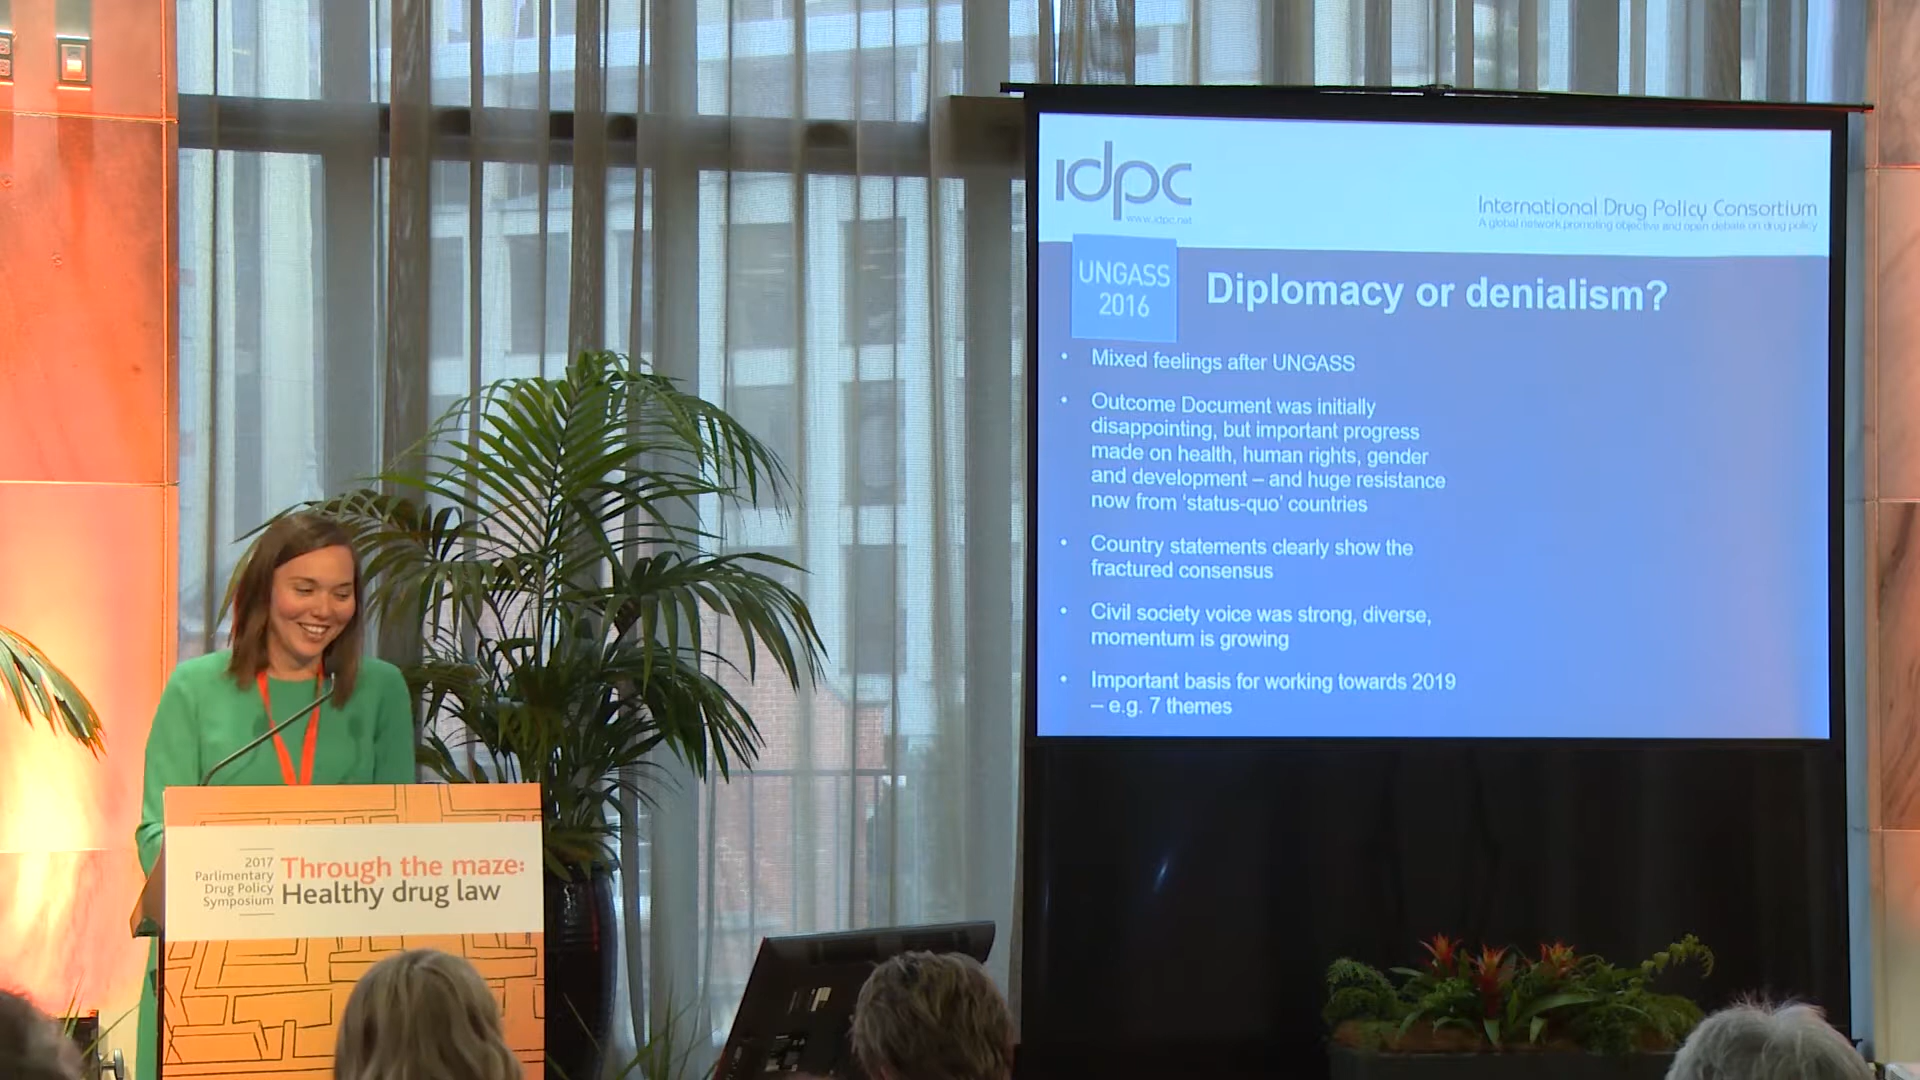 idpc
www.idpc.net
International Drug Policy Consortium
A global network promoting objective and open debate on drug policy
UNGASS
2016
Diplomacy or denialism?
• Mixed feelings after UNGASS
• Outcome Document was initially
disappointing, but important progress
made on health, human rights, gender
and development – and huge resistance
now from ‘status-quo’ countries
• Country statements clearly show the
fractured consensus
• Civil society voice was strong, diverse,
momentum is growing
• Important basis for working towards 2019
– e.g. 7 themes
2017
Parlimentary
Drug Policy
Symposium
Through the maze:
Healthy drug law